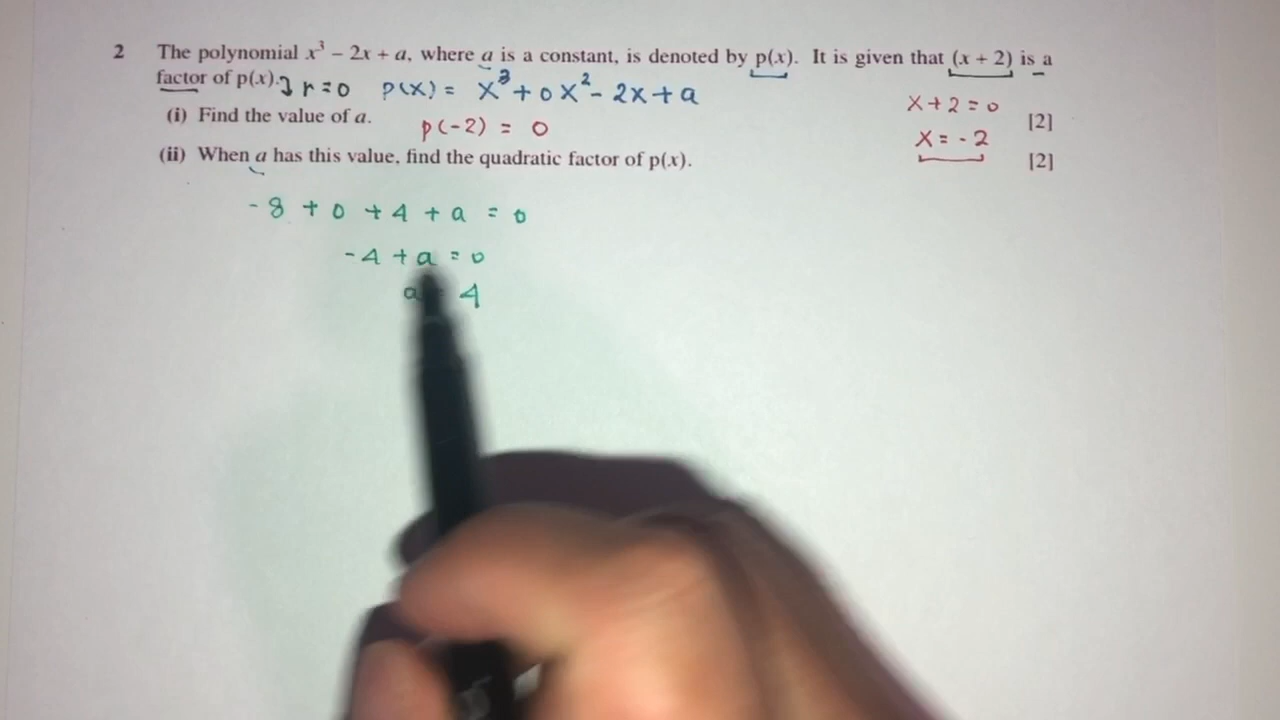 2 The polynomial x³ − 2x + a, where a is a constant, is denoted by p(x). It is given that (x + 2) is a
factor of p(x). r = 0 p(x) = x³ + 0x² − 2x + a
x + 2 = 0
(i) Find the value of a. [2]
p(-2) = 0
x = -2
(ii) When a has this value, find the quadratic factor of p(x). [2]
-8 + 0 + 4 + a = 0
-4 + a = 0
a 4